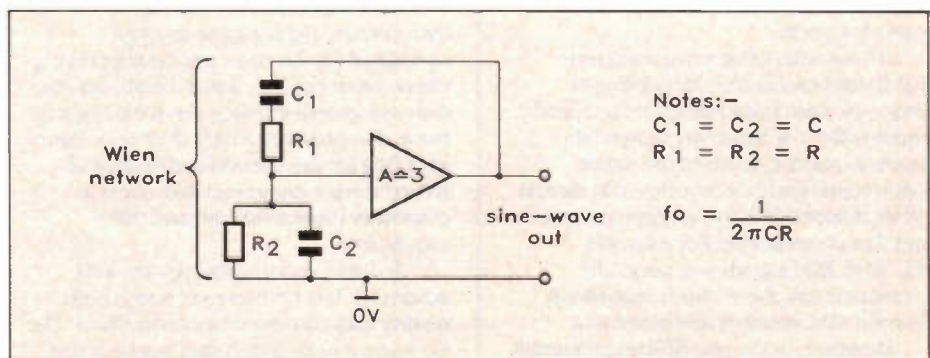 Wien
network
C₁
R₁
R₂
C₂
A≏3
0V
sine-wave
out
Notes:-
C₁ = C₂ = C
R₁ = R₂ = R
fo = 1
2πCR